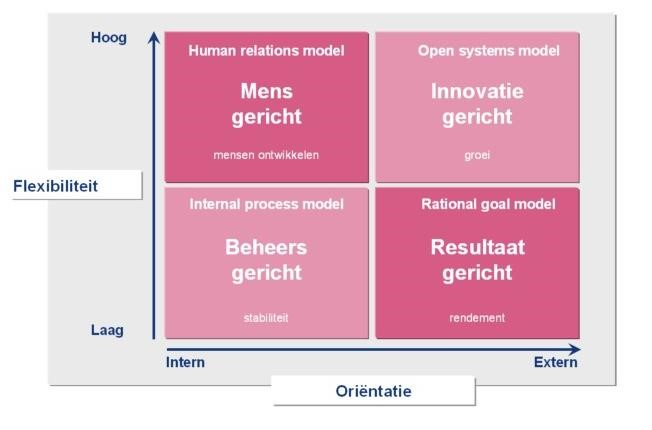 Hoog
Human relations model
Open systems model
Mens
gericht
Innovatie
gericht
mensen ontwikkelen
groei
Flexibiliteit
Internal process model
Rational goal model
Beheers
gericht
Resultaat
gericht
stabiliteit
rendement
Laag
Intern
Extern
Oriëntatie